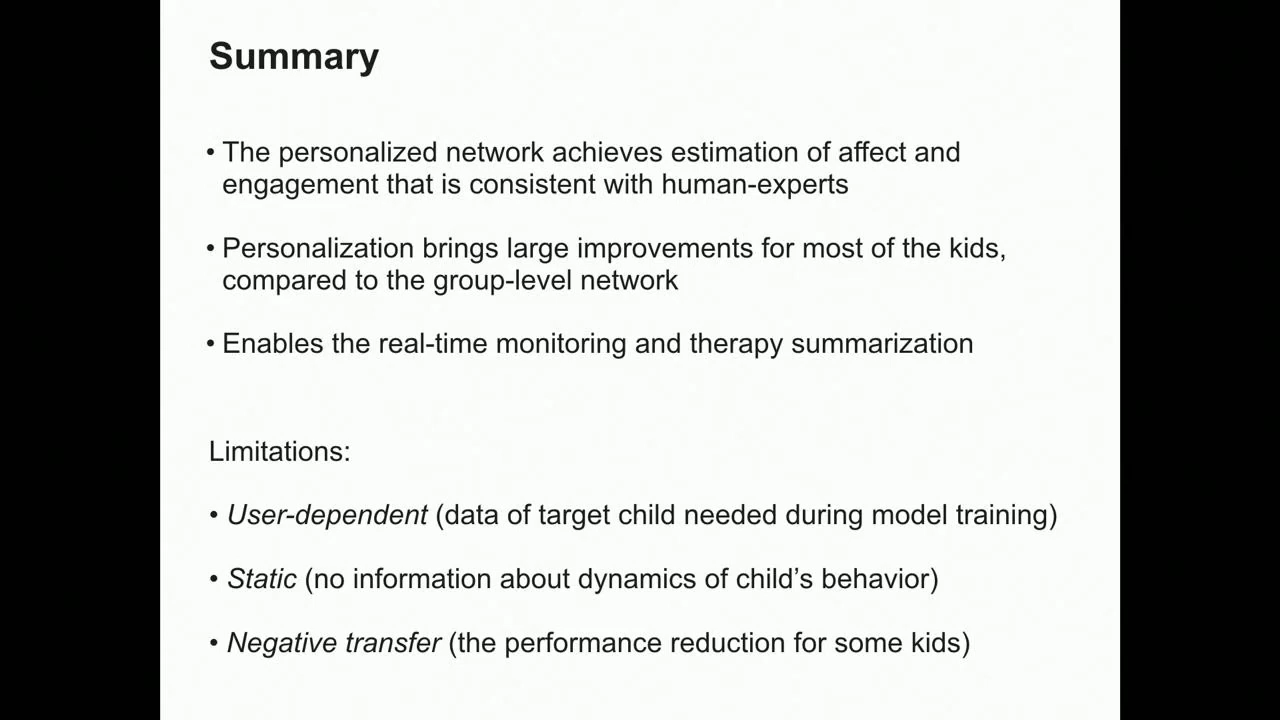 Summary
• The personalized network achieves estimation of affect and
engagement that is consistent with human-experts
• Personalization brings large improvements for most of the kids,
compared to the group-level network
• Enables the real-time monitoring and therapy summarization
Limitations:
• User-dependent (data of target child needed during model training)
• Static (no information about dynamics of child’s behavior)
• Negative transfer (the performance reduction for some kids)